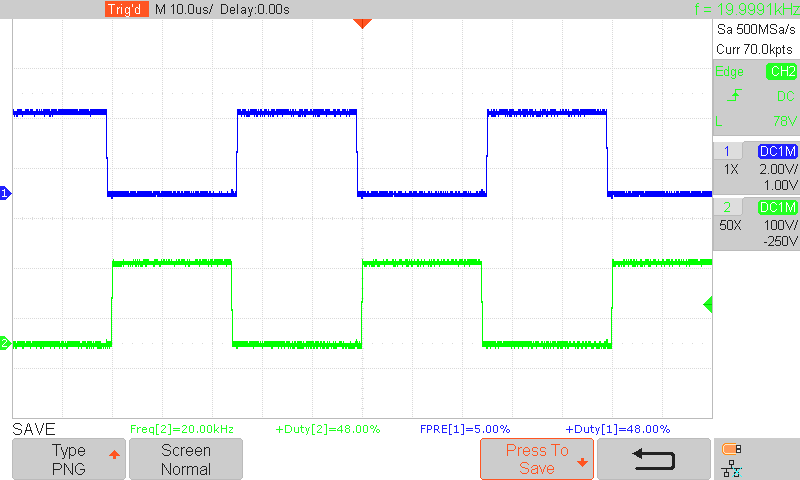 Trig'd M 10.0us/ Delay:0.00s f = 19.9991kHz
Sa 500MSa/s
Curr 70.0kpts
Edge CH2
DC
L 78V
1 DC1M
1X 2.00V/
1.00V
2 DC1M
50X 100V/
-250V
1
2
SAVE Freq[2]=20.00kHz +Duty[2]=48.00% FPRE[1]=5.00% +Duty[1]=48.00%
Type
PNG
Screen
Normal
Press To
Save